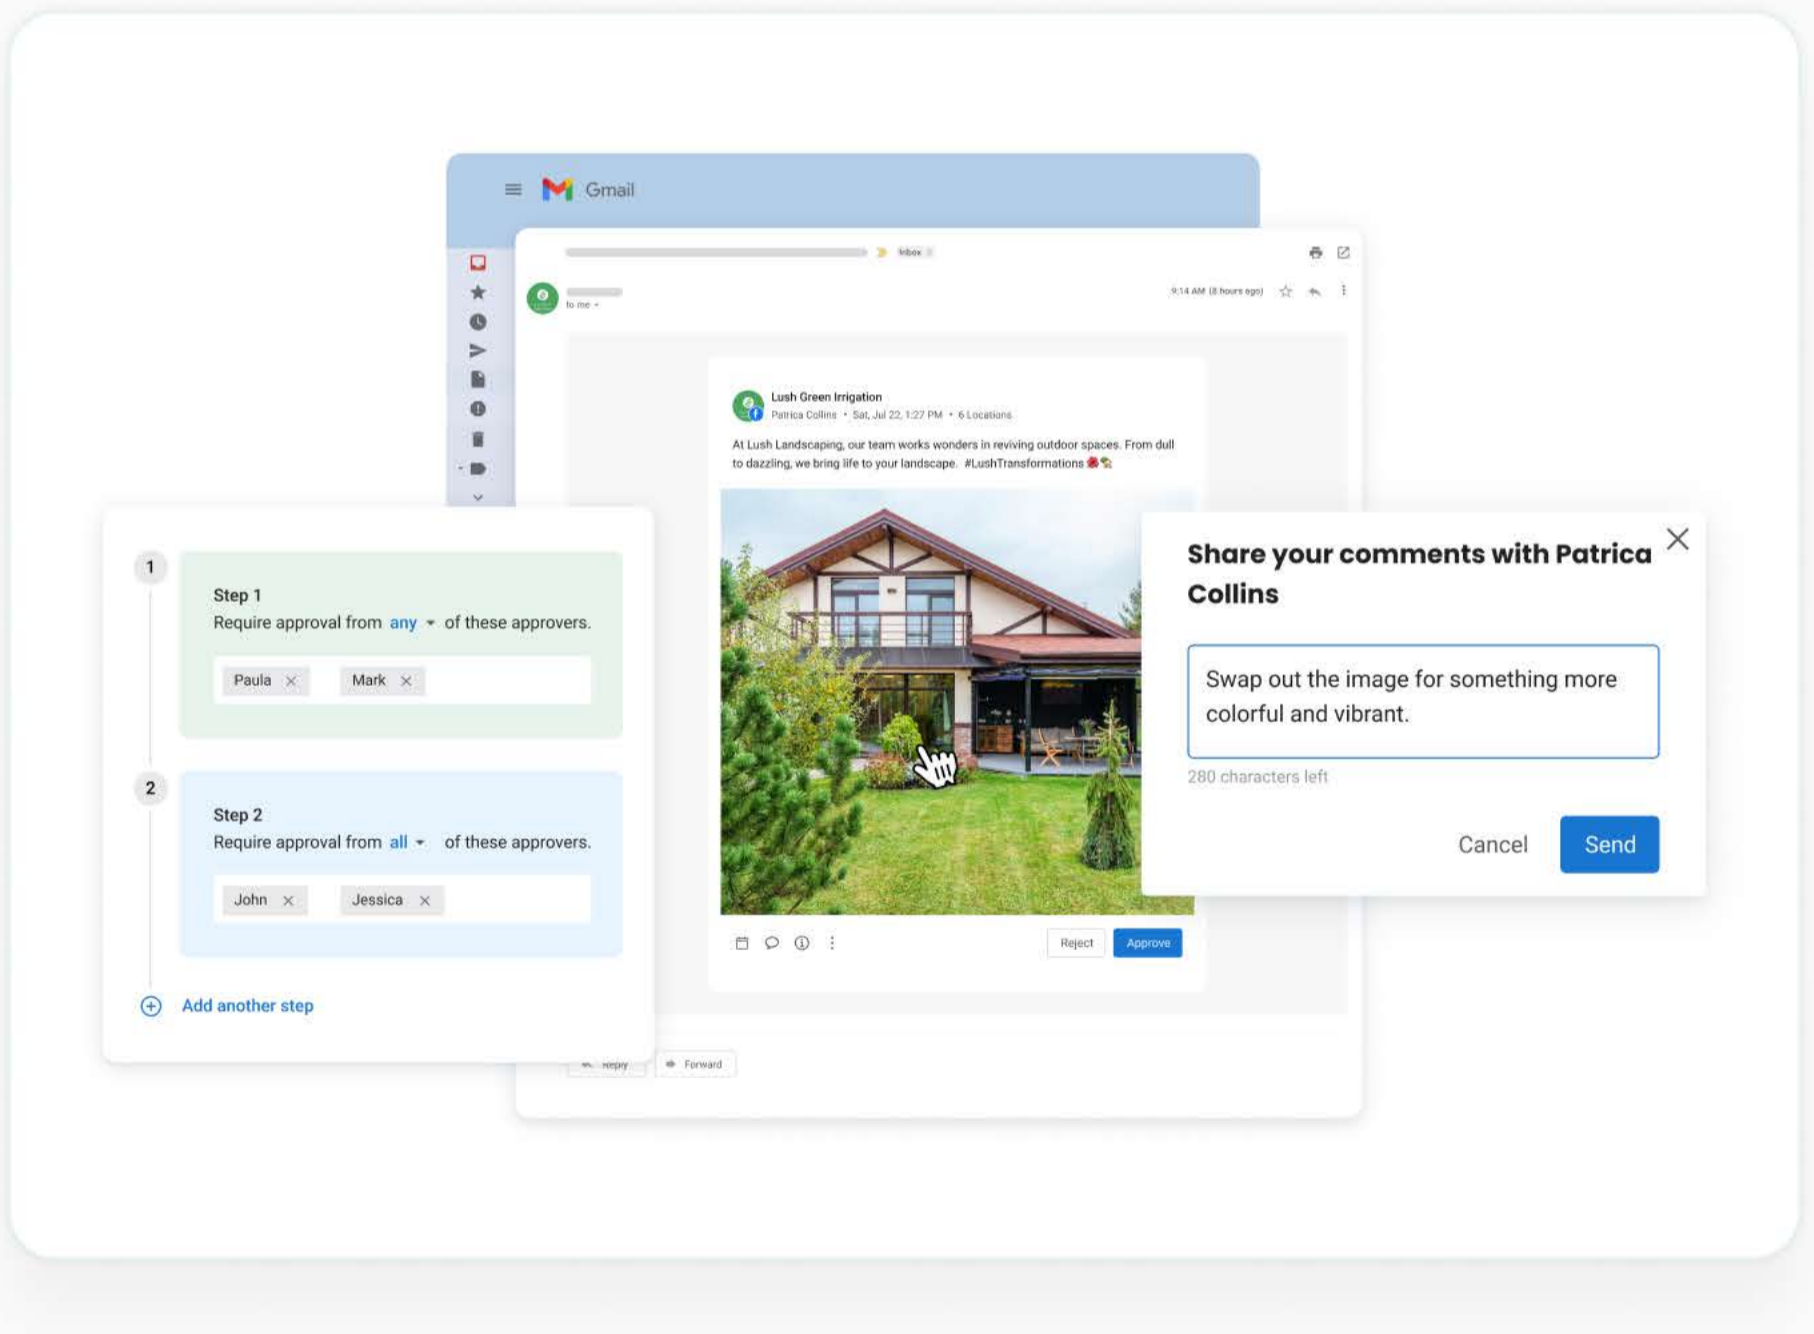 Gmail
Inbox
to me
9:14 AM (8 hours ago)
Lush Green Irrigation
Patrica Collins • Sat, Jul 22, 1:27 PM • 6 Locations
At Lush Landscaping, our team works wonders in reviving outdoor spaces. From dull
to dazzling, we bring life to your landscape. #LushTransformations
1
Step 1
Require approval from any of these approvers.
Paula
Mark
2
Step 2
Require approval from all of these approvers.
John
Jessica
Add another step
Share your comments with Patrica
Collins
Swap out the image for something more
colorful and vibrant.
280 characters left
Cancel
Send
Reject
Approve
Reply
Forward